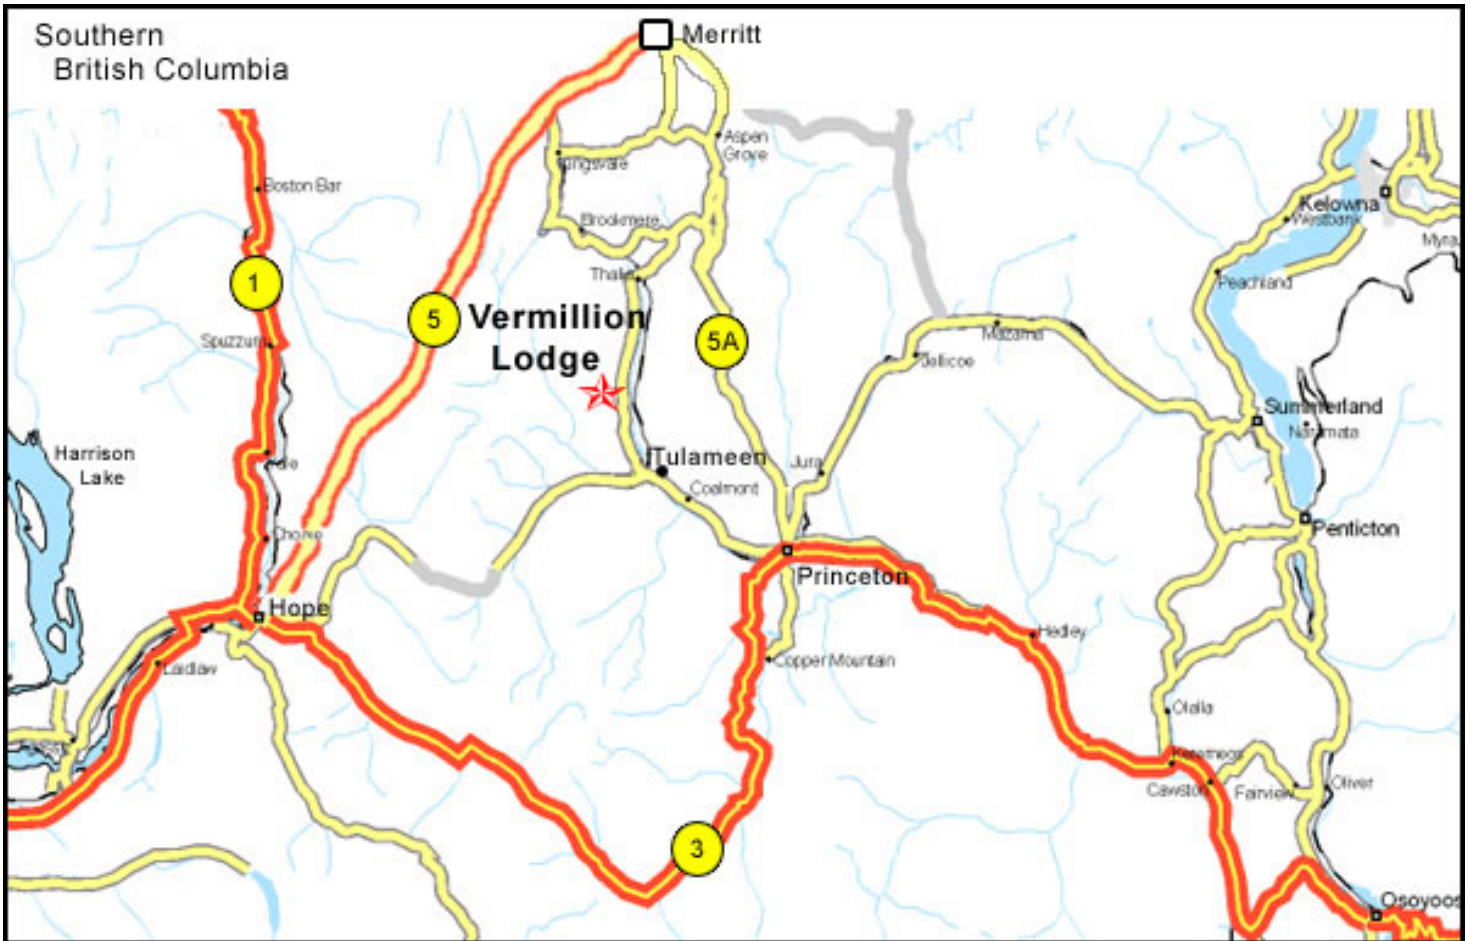 Southern
British Columbia
Merritt
Aspen
Grove
Boston Bar
Kelowna
Westbank
Brookmere
Myra
1
Peachland
5
Vermillion
Lodge
5A
Spuzzum
Mazama
Jellicoe
Summerland
Naramata
Harrison
Lake
Tulameen
Jura
Coalmont
Penticton
Princeton
Hope
Hedley
Copper Mountain
Laidlaw
Olalla
Keremeos
Cawston
Fairview
Oliver
3
Osoyoos